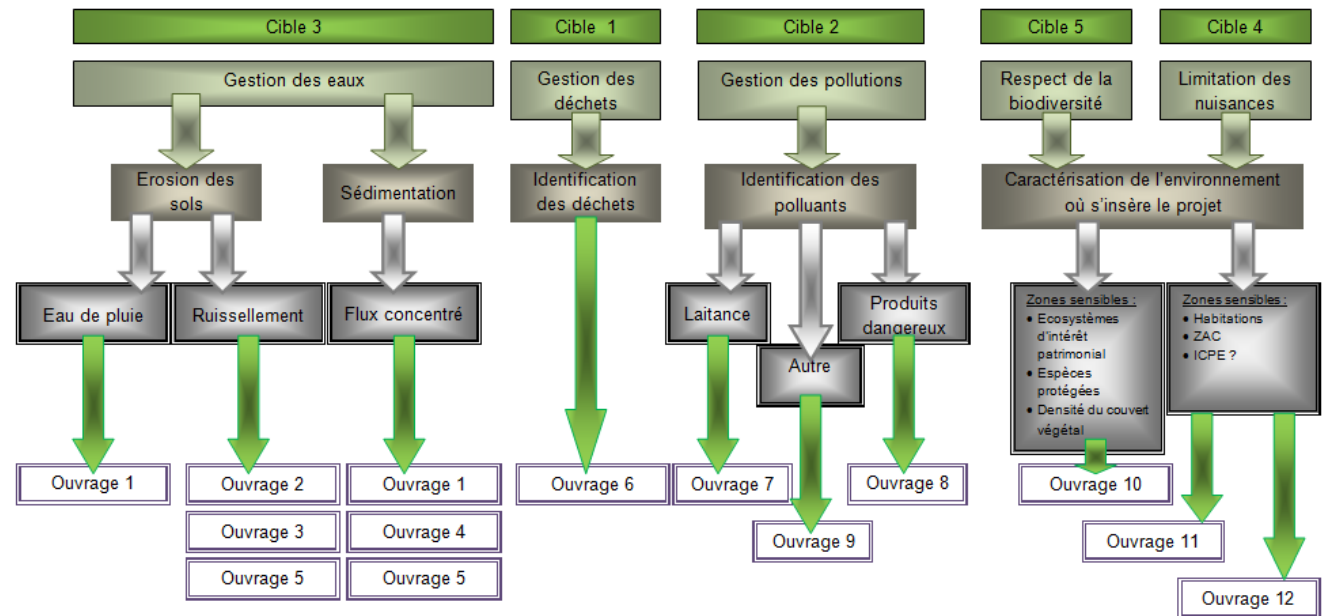 Cible 3
Cible 1
Cible 2
Cible 5
Cible 4
Gestion des eaux
Gestion des
déchets
Gestion des pollutions
Respect de la
biodiversité
Limitation des
nuisances
Erosion des
sols
Sédimentation
Identification
des déchets
Identification des
polluants
Caractérisation de l'environnement
où s'insère le projet
Eau de pluie
Ruissellement
Flux concentré
Laitance
Autre
Produits
dangereux
Zones sensibles :
• Ecosystèmes
d'intérêt
patrimonial
• Espèces
protégées
• Densité du couvert
végétal
Zones sensibles :
• Habitations
• ZAC
• ICPE ?
Ouvrage 1
Ouvrage 2
Ouvrage 3
Ouvrage 5
Ouvrage 1
Ouvrage 4
Ouvrage 5
Ouvrage 6
Ouvrage 7
Ouvrage 9
Ouvrage 8
Ouvrage 10
Ouvrage 11
Ouvrage 12